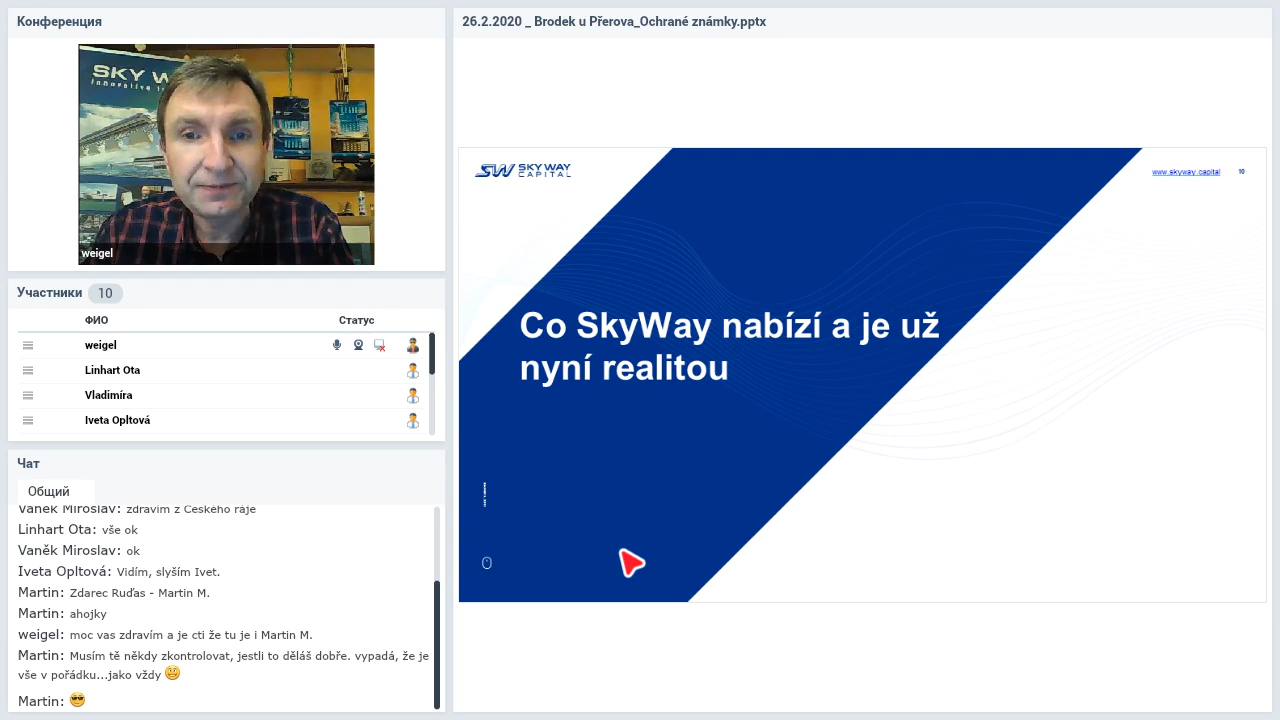 Конференция
SKY W
weigel
Участники 10
ФИО Статус
weigel
Linhart Ota
Vladimíra
Iveta Opltová
Чат
Общий
Vaněk Miroslav: zdravím z Českého ráje
Linhart Ota: vše ok
Vaněk Miroslav: ok
Iveta Opltová: Vidím, slyším Ivet.
Martin: Zdarec Ruďas - Martin M.
Martin: ahojky
weigel: moc vas zdravím a je cti že tu je i Martin M.
Martin: Musím tě někdy zkontrolovat, jestli to děláš dobře. vypadá, že je
vše v pořádku...jako vždy
Martin:
26.2.2020 _ Brodek u Přerova_Ochrané známky.pptx
SW SKY WAY
CAPITAL
www.skyway.capital 10
Co SkyWay nabízí a je už
nyní realitou